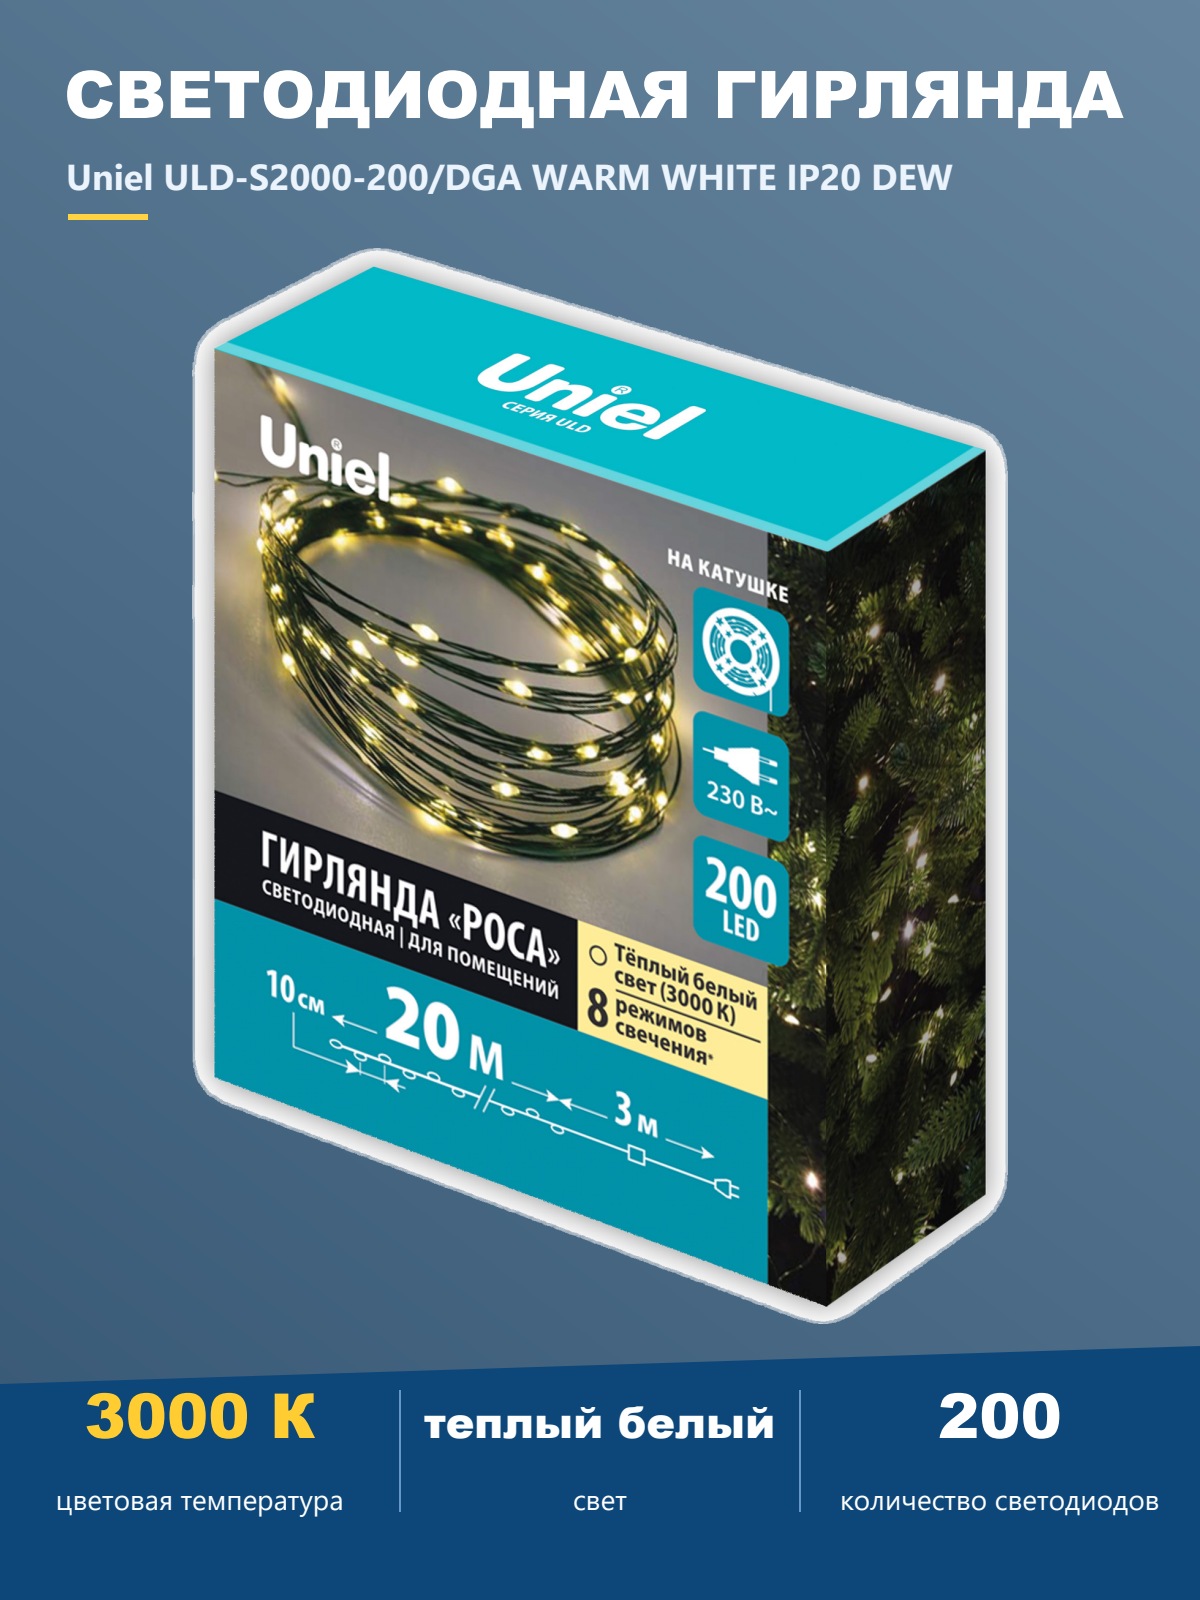 СВЕТОДИОДНАЯ ГИРЛЯНДА
Uniel ULD-S2000-200/DGA WARM WHITE IP20 DEW
Uniel®
СЕРИЯ ULD
Uniel®
НА КАТУШКЕ
230 В~
200
LED
ГИРЛЯНДА «РОСА»
СВЕТОДИОДНАЯ | ДЛЯ ПОМЕЩЕНИЙ
Тёплый белый
свет (3000 К)
8 режимов
свечения*
10 см
20 м
3 м
3000 К
цветовая температура
теплый белый
свет
200
количество светодиодов